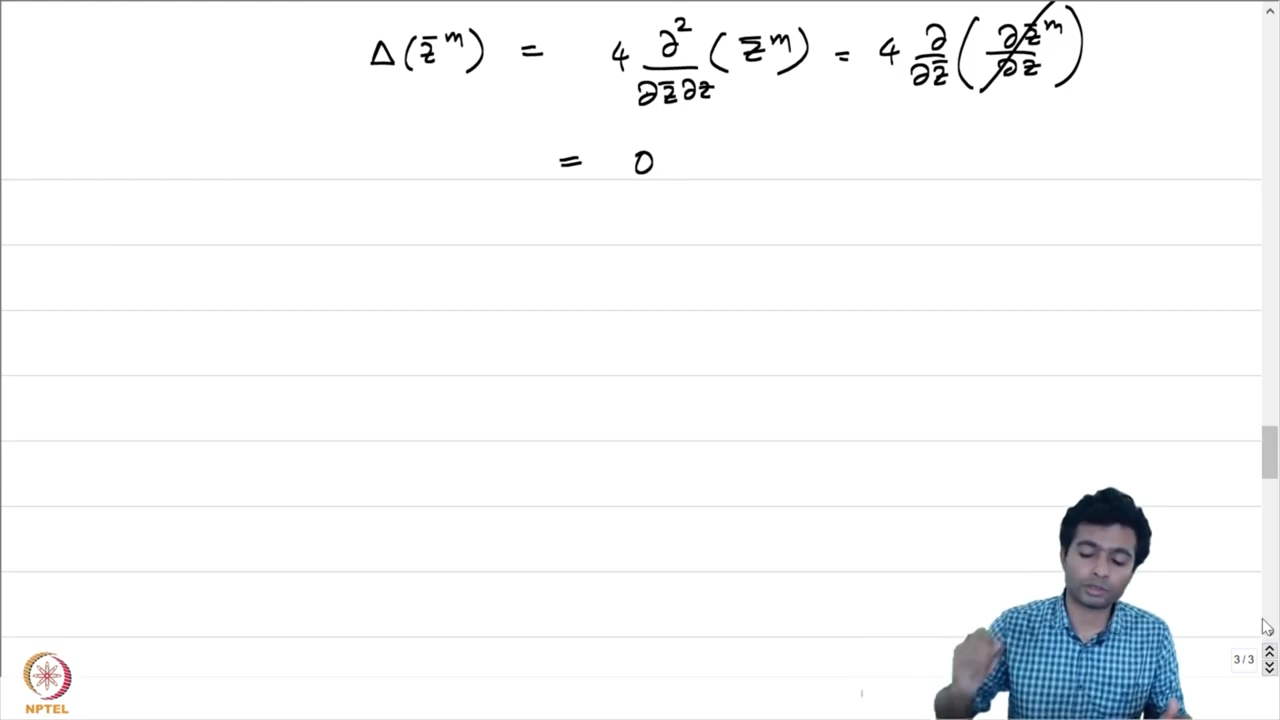 Δ(z̄ᵐ) = 4 ∂²/∂z̄∂z (z̄ᵐ) = 4 ∂/∂z̄ (∂z̄ᵐ/∂z)
= 0
3 / 3
NPTEL